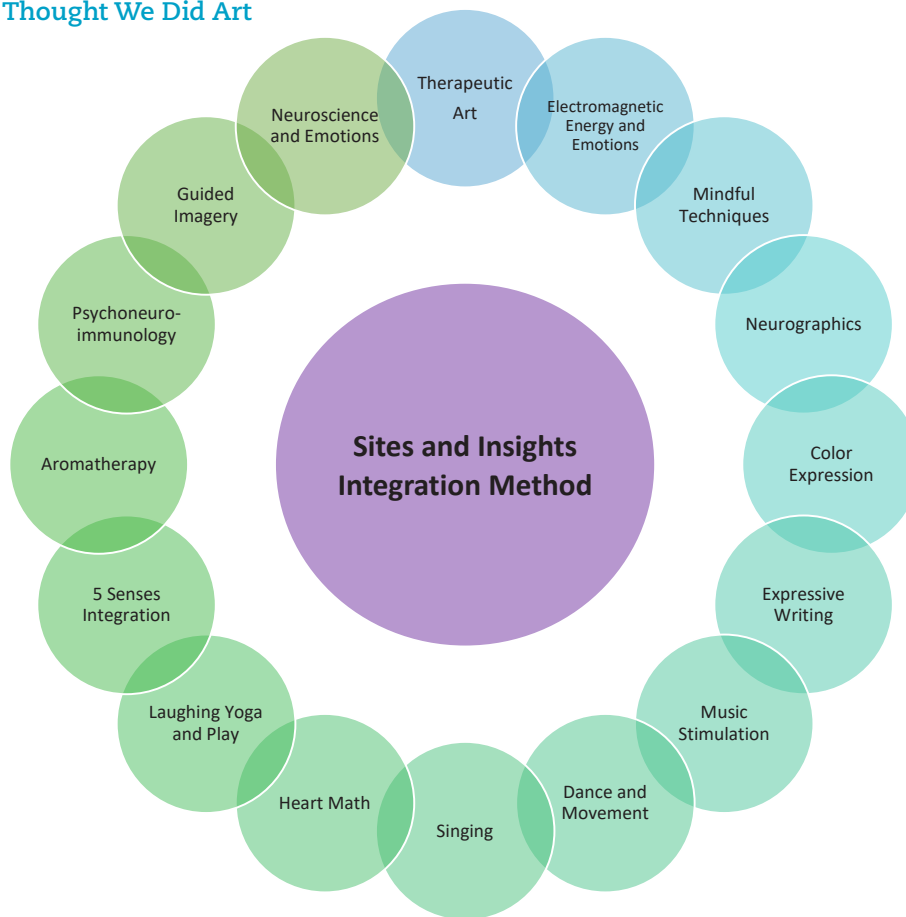 Thought We Did Art
Therapeutic
Art
Electromagnetic
Energy and
Emotions
Mindful
Techniques
Neurographics
Color
Expression
Expressive
Writing
Music
Stimulation
Dance and
Movement
Singing
Heart Math
Laughing Yoga
and Play
5 Senses
Integration
Aromatherapy
Psychoneuro-
immunology
Guided
Imagery
Neuroscience
and Emotions
Sites and Insights
Integration Method